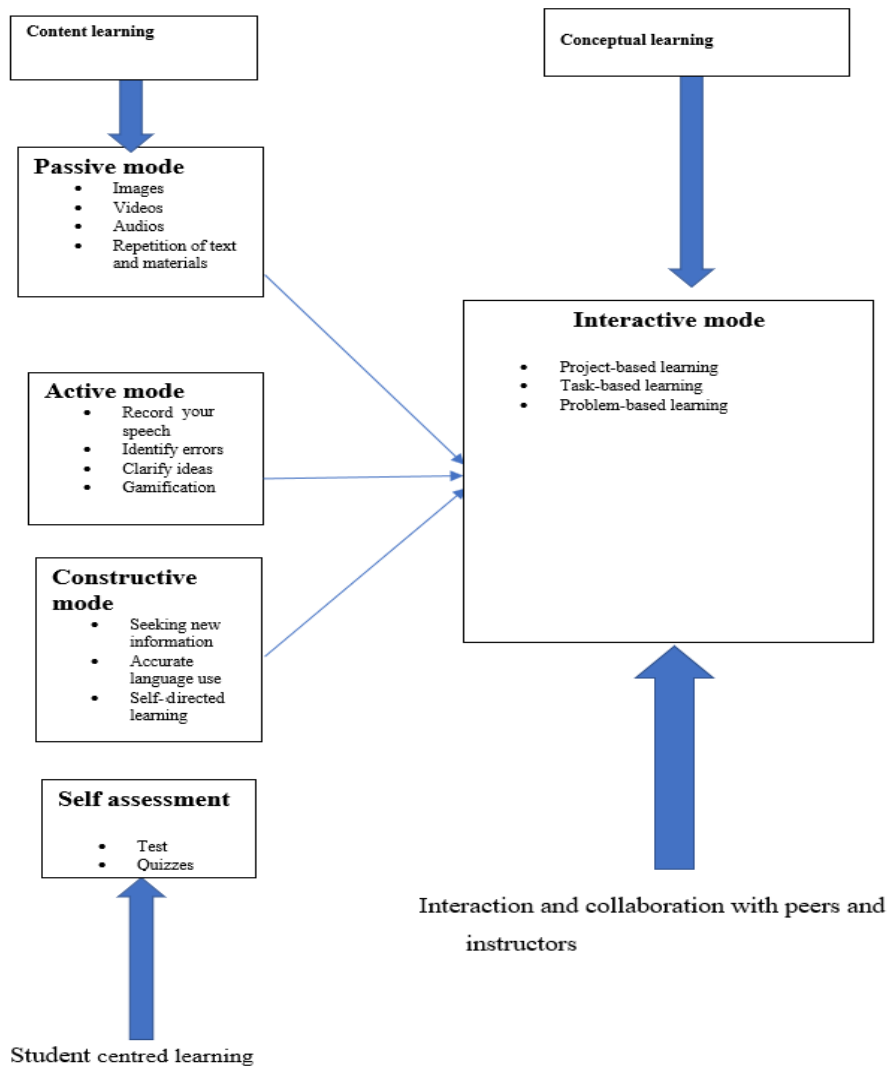 Content learning
Conceptual learning
Passive mode
• Images
• Videos
• Audios
• Repetition of text
and materials
Interactive mode
• Project-based learning
• Task-based learning
• Problem-based learning
Active mode
• Record your
speech
• Identify errors
• Clarify ideas
• Gamification
Constructive
mode
• Seeking new
information
• Accurate
language use
• Self-directed
learning
Self assessment
• Test
• Quizzes
Interaction and collaboration with peers and
instructors
Student centred learning